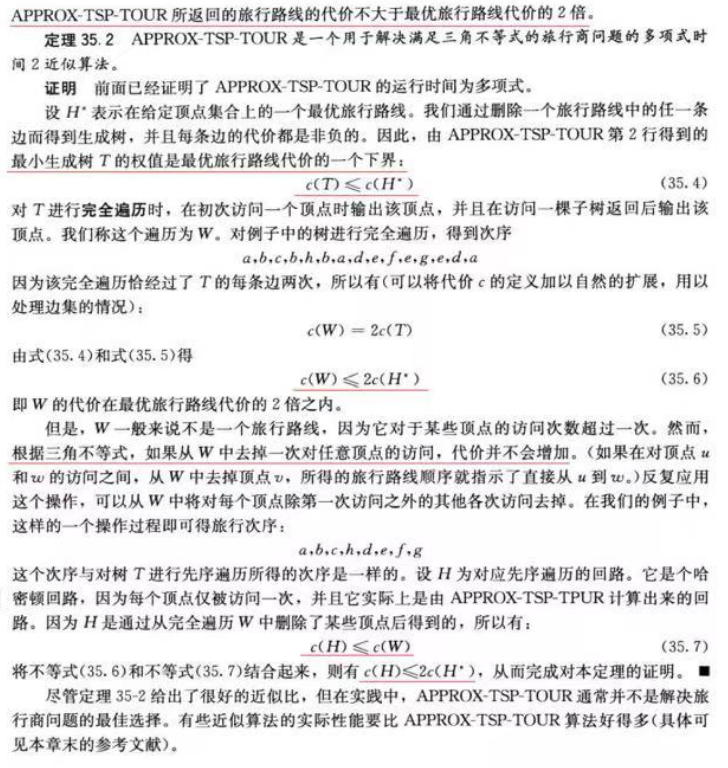 APPROX-TSP-TOUR 所返回的旅行路线的代价不大于最优旅行路线代价的 2 倍。
定理 35.2 APPROX-TSP-TOUR 是一个用于解决满足三角不等式的旅行商问题的多项式时
间 2 近似算法。
证明 前面已经证明了 APPROX-TSP-TOUR 的运行时间为多项式。
设 H* 表示在给定顶点集合上的一个最优旅行路线。我们通过删除一个旅行路线中的任一条
边而得到生成树，并且每条边的代价都是非负的。因此，由 APPROX-TSP-TOUR 第 2 行得到的
最小生成树 T 的权值是最优旅行路线代价的一个下界：
c(T) ≤ c(H*) (35.4)
对 T 进行完全遍历时，在初次访问一个顶点时输出该顶点，并且在访问一棵子树返回后输出该
顶点。我们称这个遍历为 W。对例子中的树进行完全遍历，得到次序
a,b,c,b,h,b,a,d,e,f,e,g,e,d,a
因为该完全遍历恰经过了 T 的每条边两次，所以有(可以将代价 c 的定义加以自然的扩展，用以
处理边集的情况)：
c(W) = 2c(T) (35.5)
由式(35.4)和式(35.5)得
c(W) ≤ 2c(H*) (35.6)
即 W 的代价在最优旅行路线代价的 2 倍之内。
但是，W 一般来说不是一个旅行路线，因为它对于某些顶点的访问次数超过一次。然而，
根据三角不等式，如果从 W 中去掉一次对任意顶点的访问，代价并不会增加。(如果在对顶点 u
和 w 的访问之间，从 W 中去掉顶点 v，所得的旅行路线顺序就指示了直接从 u 到 w。)反复应用
这个操作，可以从 W 中将对每个顶点除第一次访问之外的其他各次访问去掉。在我们的例子中，
这样的一个操作过程即可得旅行次序：
a,b,c,h,d,e,f,g
这个次序与对树 T 进行先序遍历所得的次序是一样的。设 H 为对应先序遍历的回路。它是个哈
密顿回路，因为每个顶点仅被访问一次，并且它实际上是由 APPROX-TSP-TPUR 计算出来的回
路。因为 H 是通过从完全遍历 W 中删除了某些顶点后得到的，所以有：
c(H) ≤ c(W) (35.7)
将不等式(35.6)和不等式(35.7)结合起来，则有 c(H)≤2c(H*)，从而完成对本定理的证明。 ■
尽管定理 35-2 给出了很好的近似比，但在实践中，APPROX-TSP-TOUR 通常并不是解决旅
行商问题的最佳选择。有些近似算法的实际性能要比 APPROX-TSP-TOUR 算法好得多(具体可
见本章末的参考文献)。